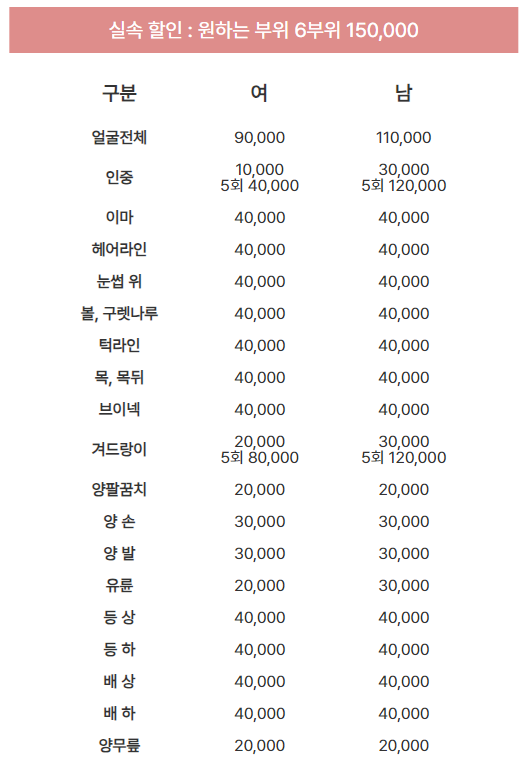 실속 할인 : 원하는 부위 6부위 150,000
구분 여 남
얼굴전체 90,000 110,000
인중 10,000 30,000
5회 40,000 5회 120,000
이마 40,000 40,000
헤어라인 40,000 40,000
눈썹 위 40,000 40,000
볼, 구렛나루 40,000 40,000
턱라인 40,000 40,000
목, 목뒤 40,000 40,000
브이넥 40,000 40,000
겨드랑이 20,000 30,000
5회 80,000 5회 120,000
양팔꿈치 20,000 20,000
양 손 30,000 30,000
양 발 30,000 30,000
유륜 20,000 30,000
등 상 40,000 40,000
등 하 40,000 40,000
배 상 40,000 40,000
배 하 40,000 40,000
양무릎 20,000 20,000